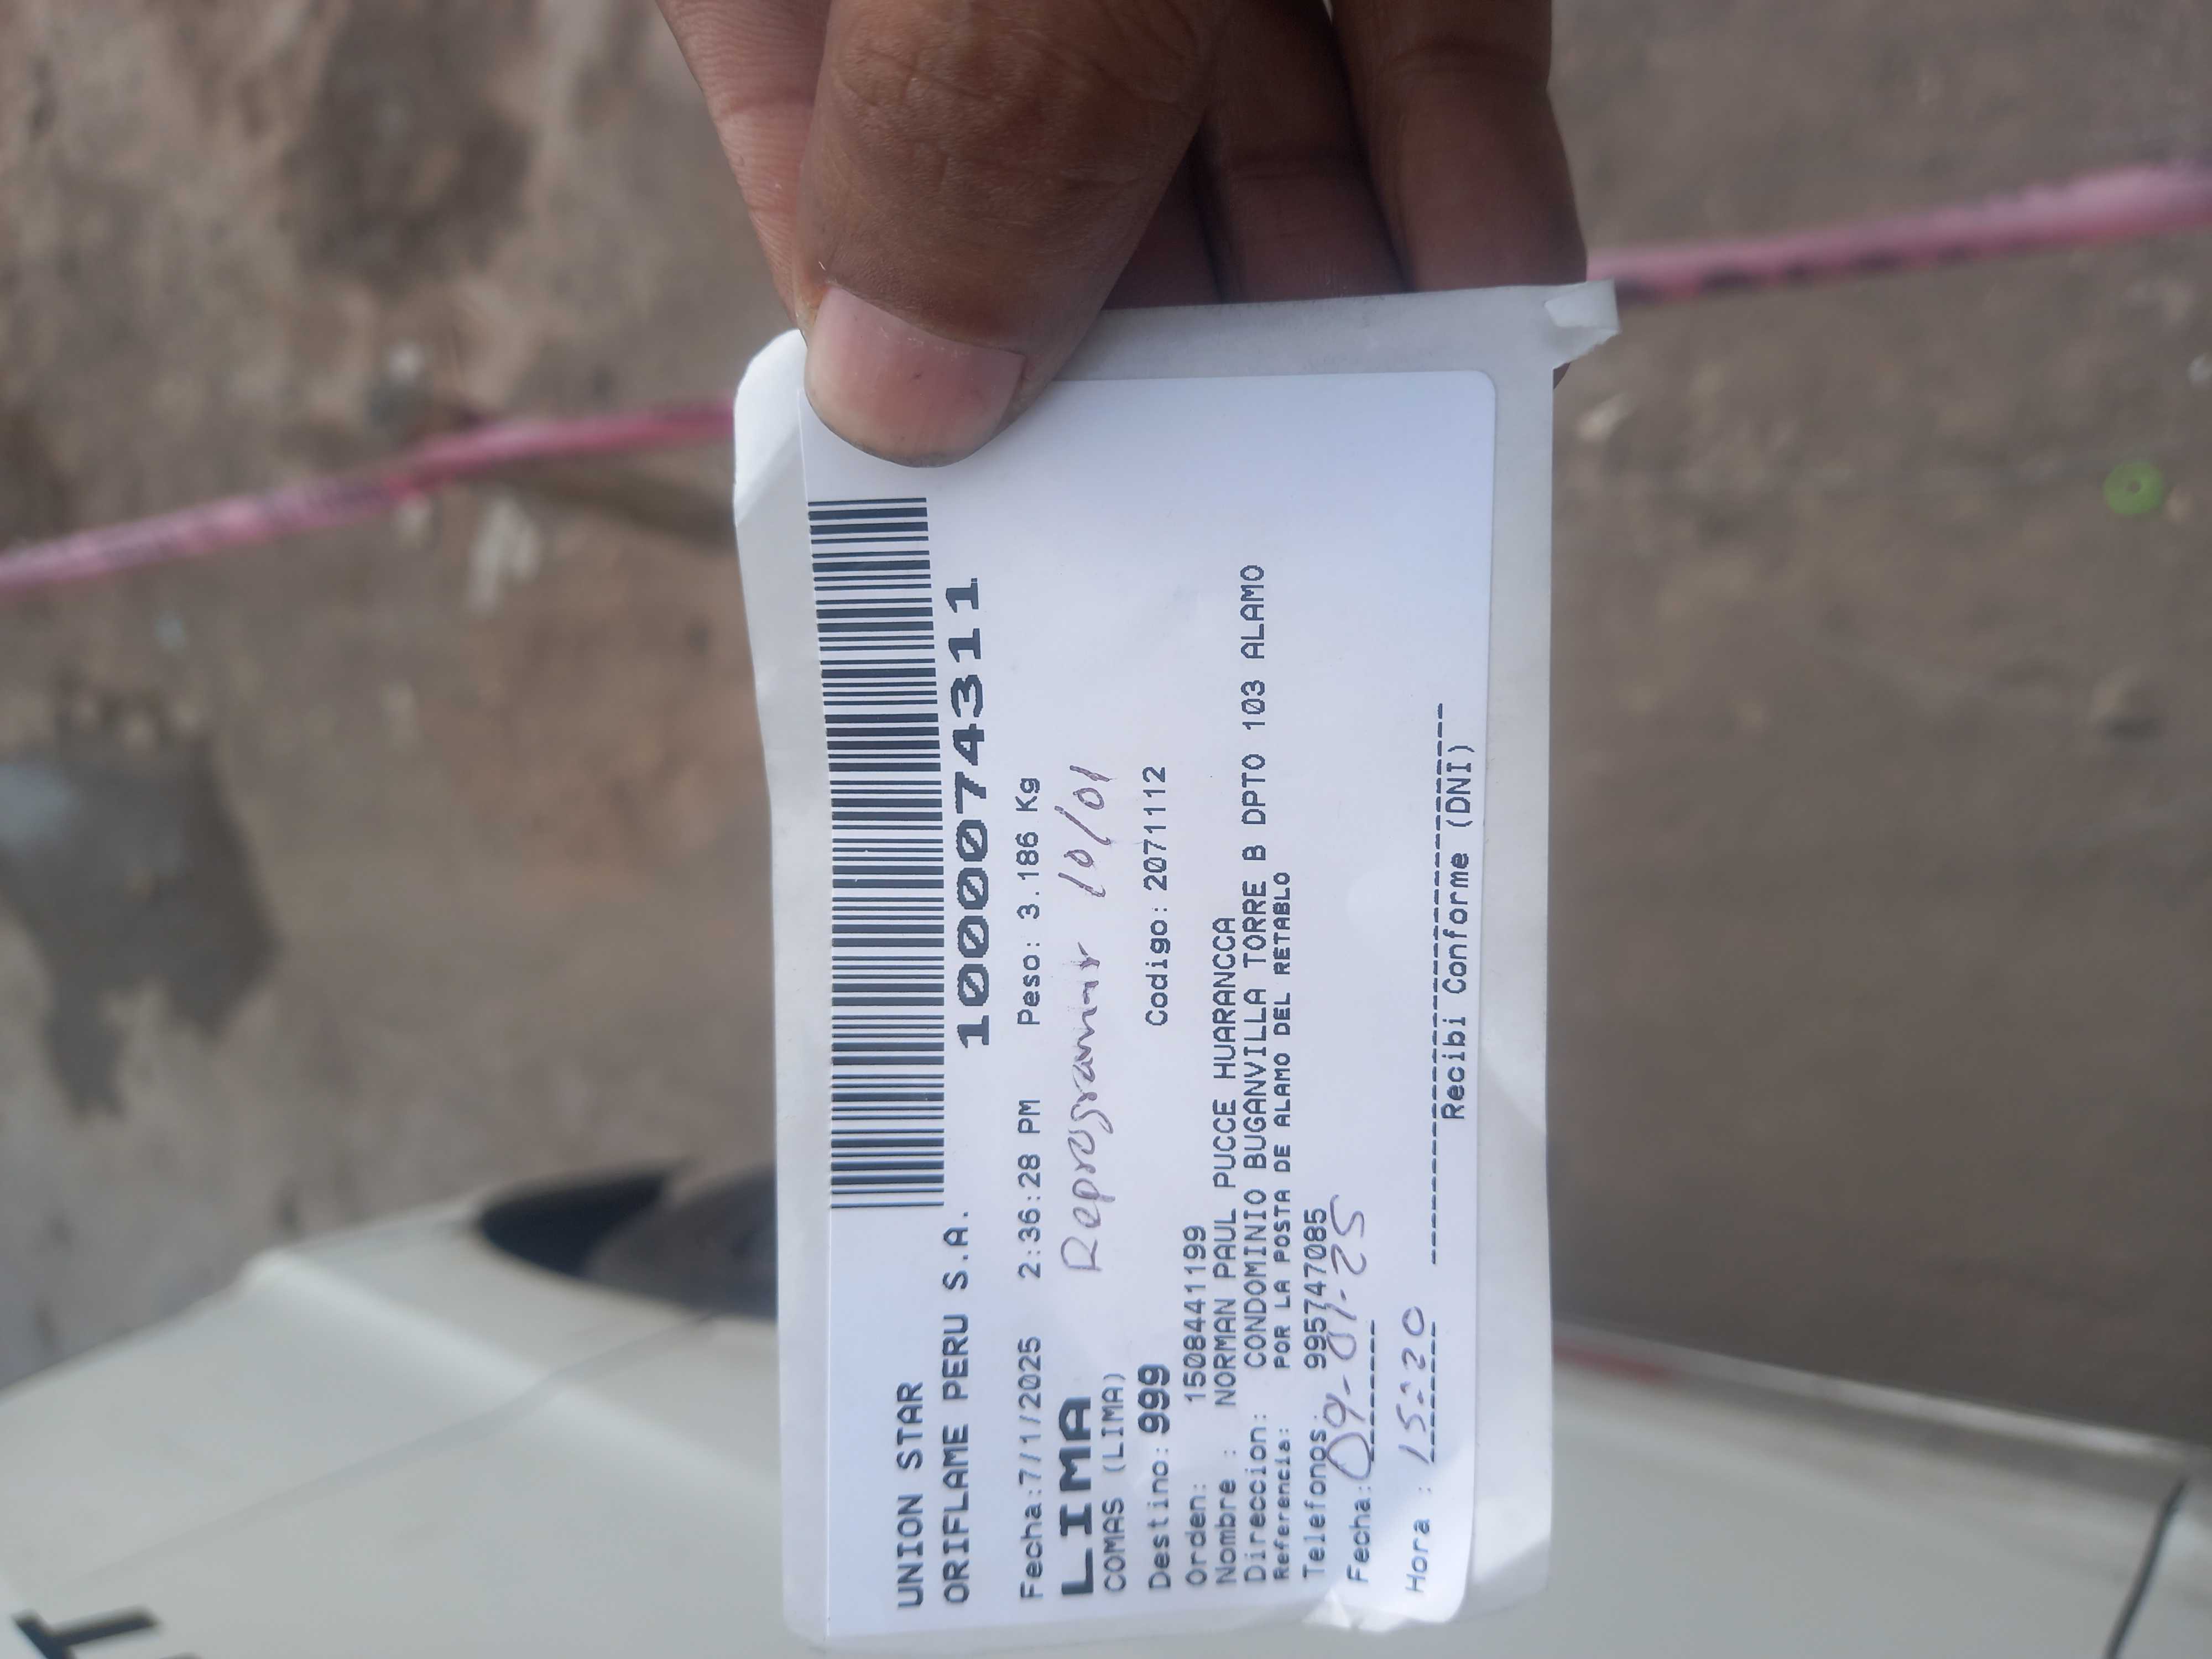 UNION STAR
ORIFLAME PERU S.A.
1000074311
Fecha:7/1/2025 2:36:28 PM Peso: 3.186 Kg
LIMA Reprogramar 10/01
COMAS (LIMA)
Destino: 999 Codigo: 2071112
Orden: 1508441199
Nombre : NORMAN PAUL PUCCE HUARANCCA
Direccion: CONDOMINIO BUGANVILLA TORRE B DPTO 103 ALAMO
Referencia: POR LA POSTA DE ALAMO DEL RETABLO
Telefonos: 995747085
Fecha: 09-01-25
Hora : 15:20
Recibi Conforme (DNI)